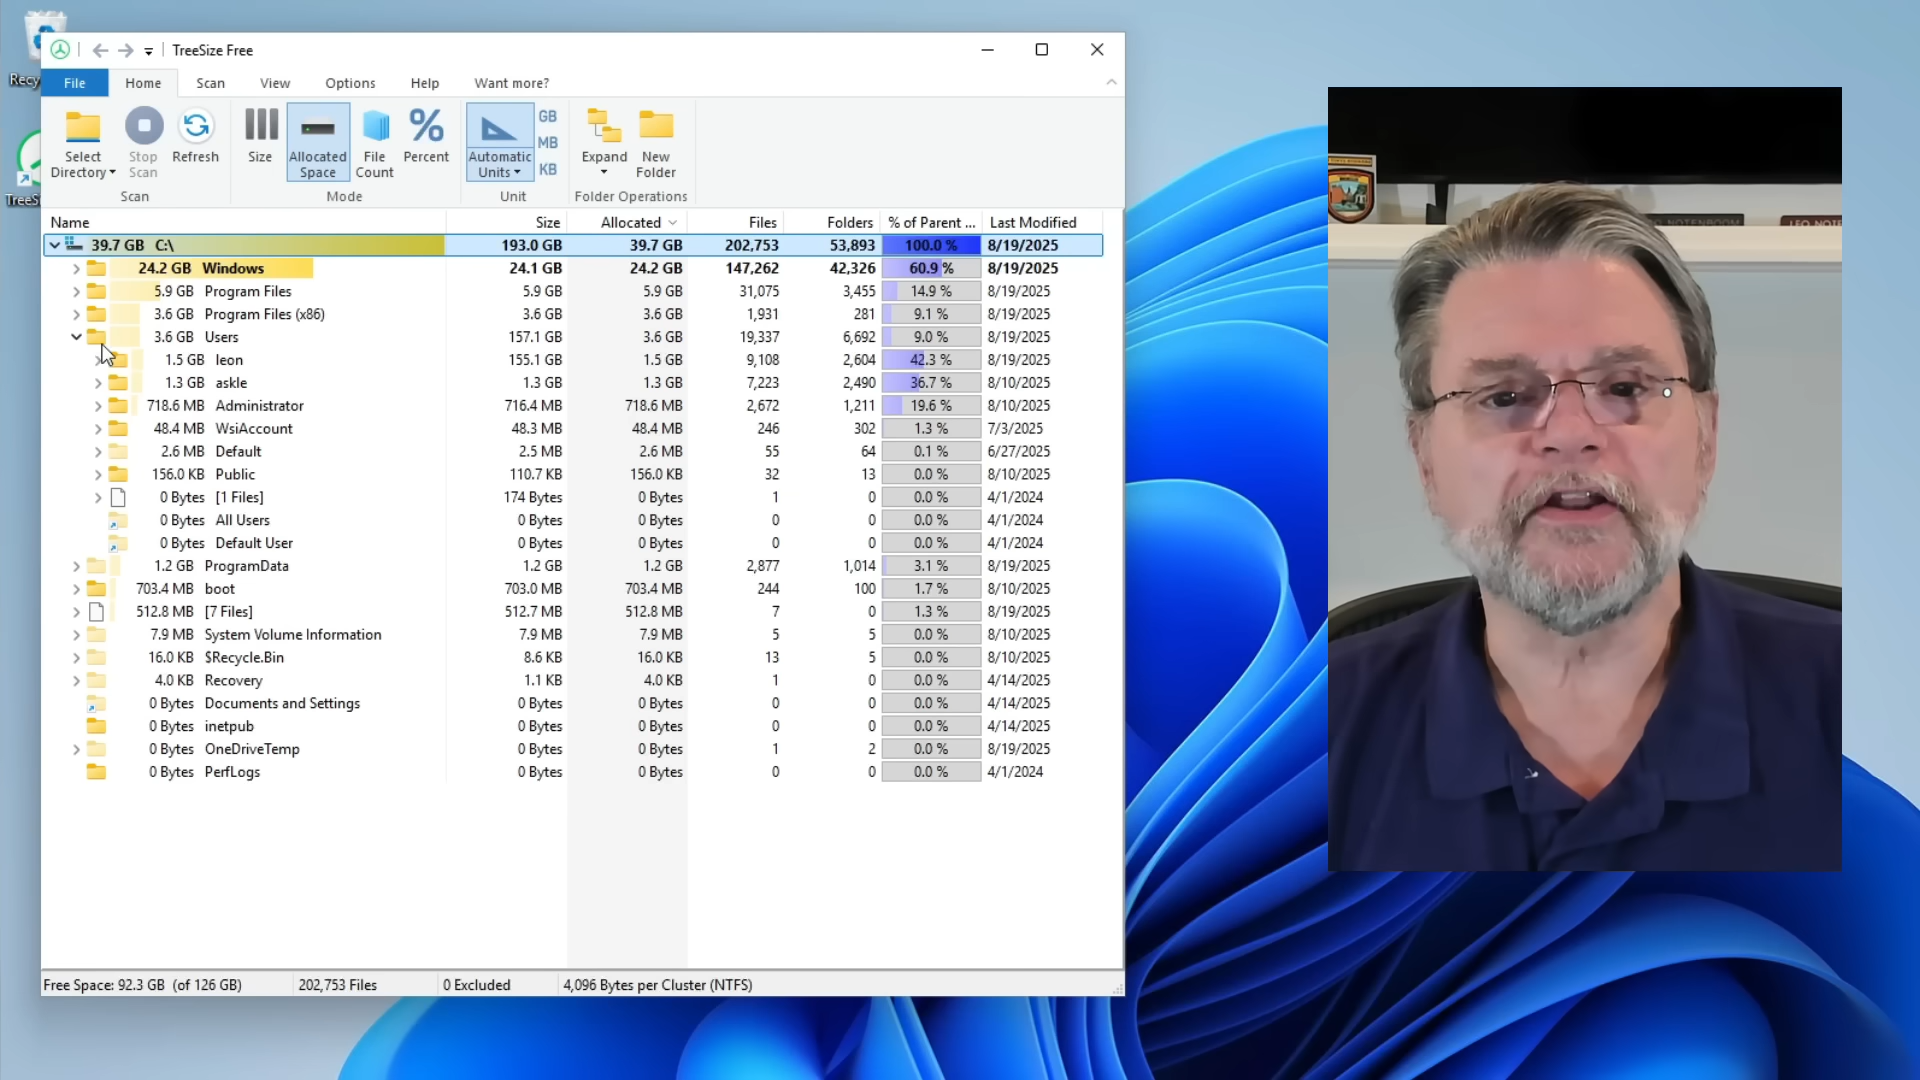 Recy
TreeS
TreeSize Free
File Home Scan View Options Help Want more?
Select Directory
Stop Scan
Refresh
Size
Allocated Space
File Count
Percent
Automatic Units
GB
MB
KB
Expand
New Folder
Scan Mode Unit Folder Operations
Name Size Allocated Files Folders % of Parent ... Last Modified
39.7 GB C:\ 193.0 GB 39.7 GB 202,753 53,893 100.0 % 8/19/2025
24.2 GB Windows 24.1 GB 24.2 GB 147,262 42,326 60.9 % 8/19/2025
5.9 GB Program Files 5.9 GB 5.9 GB 31,075 3,455 14.9 % 8/19/2025
3.6 GB Program Files (x86) 3.6 GB 3.6 GB 1,931 281 9.1 % 8/19/2025
3.6 GB Users 157.1 GB 3.6 GB 19,337 6,692 9.0 % 8/19/2025
1.5 GB leon 155.1 GB 1.5 GB 9,108 2,604 42.3 % 8/19/2025
1.3 GB askle 1.3 GB 1.3 GB 7,223 2,490 36.7 % 8/10/2025
718.6 MB Administrator 716.4 MB 718.6 MB 2,672 1,211 19.6 % 8/10/2025
48.4 MB WsiAccount 48.3 MB 48.4 MB 246 302 1.3 % 7/3/2025
2.6 MB Default 2.5 MB 2.6 MB 55 64 0.1 % 6/27/2025
156.0 KB Public 110.7 KB 156.0 KB 32 13 0.0 % 8/10/2025
0 Bytes [1 Files] 174 Bytes 0 Bytes 1 0 0.0 % 4/1/2024
0 Bytes All Users 0 Bytes 0 Bytes 0 0 0.0 % 4/1/2024
0 Bytes Default User 0 Bytes 0 Bytes 0 0 0.0 % 4/1/2024
1.2 GB ProgramData 1.2 GB 1.2 GB 2,877 1,014 3.1 % 8/19/2025
703.4 MB boot 703.0 MB 703.4 MB 244 100 1.7 % 8/10/2025
512.8 MB [7 Files] 512.7 MB 512.8 MB 7 0 1.3 % 8/19/2025
7.9 MB System Volume Information 7.9 MB 7.9 MB 5 5 0.0 % 8/10/2025
16.0 KB $Recycle.Bin 8.6 KB 16.0 KB 13 5 0.0 % 8/10/2025
4.0 KB Recovery 1.1 KB 4.0 KB 1 0 0.0 % 4/14/2025
0 Bytes Documents and Settings 0 Bytes 0 Bytes 0 0 0.0 % 4/14/2025
0 Bytes inetpub 0 Bytes 0 Bytes 0 0 0.0 % 4/14/2025
0 Bytes OneDriveTemp 0 Bytes 0 Bytes 1 2 0.0 % 8/19/2025
0 Bytes PerfLogs 0 Bytes 0 Bytes 0 0 0.0 % 4/1/2024
Free Space: 92.3 GB (of 126 GB) 202,753 Files 0 Excluded 4,096 Bytes per Cluster (NTFS)
NOTENBOOM
LEO NOTE